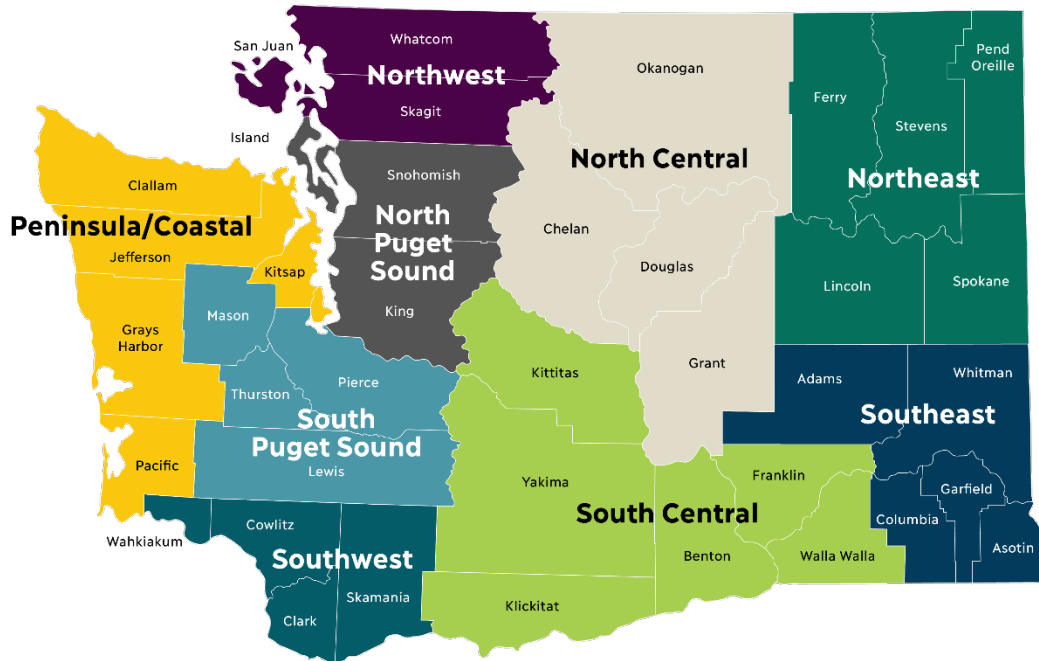 San Juan
Whatcom
Northwest
Skagit
Island
Okanogan
North Central
Chelan
Douglas
Grant
Ferry
Stevens
Pend
Oreille
Northeast
Lincoln
Spokane
Clallam
Peninsula/Coastal
Jefferson
Kitsap
Grays
Harbor
Pacific
Snohomish
North
Puget
Sound
King
Mason
Pierce
Thurston
South
Puget Sound
Lewis
Kittitas
Yakima
South Central
Franklin
Benton
Walla Walla
Klickitat
Adams
Whitman
Southeast
Garfield
Columbia
Asotin
Wahkiakum
Cowlitz
Southwest
Skamania
Clark